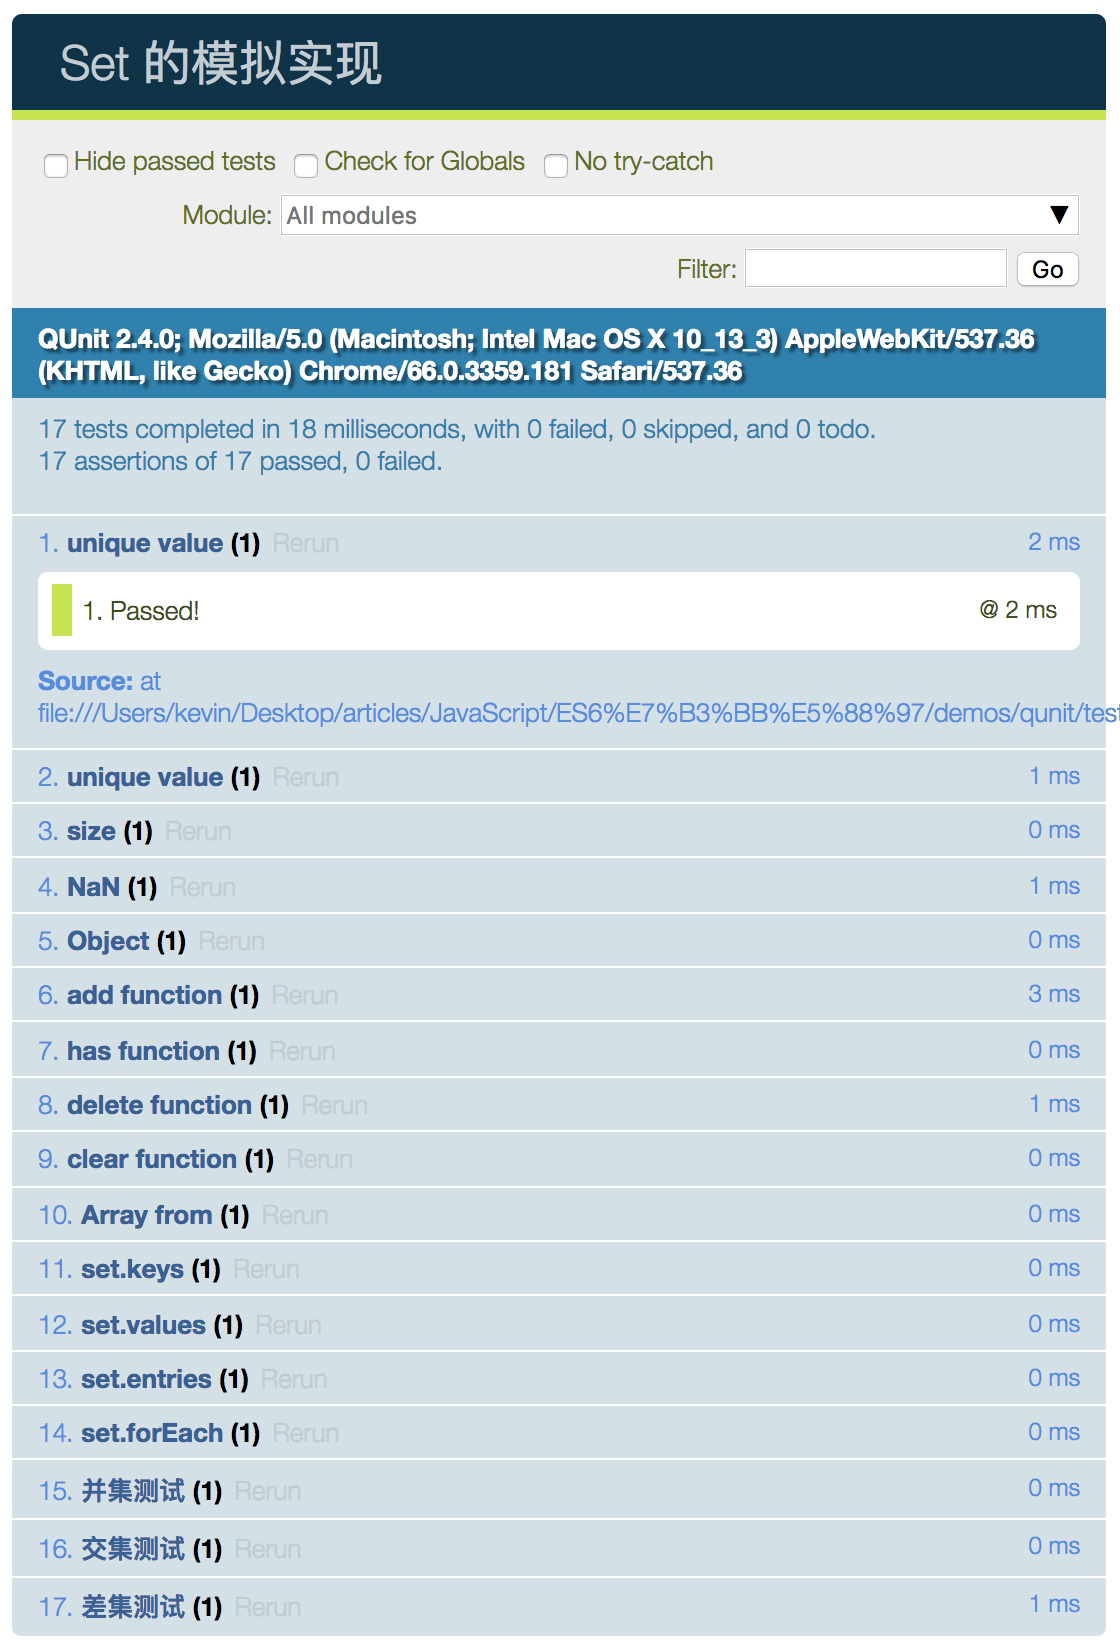 Set 的模拟实现
Hide passed tests Check for Globals No try-catch
Module: All modules ▼
Filter: Go
QUnit 2.4.0; Mozilla/5.0 (Macintosh; Intel Mac OS X 10_13_3) AppleWebKit/537.36
(KHTML, like Gecko) Chrome/66.0.3359.181 Safari/537.36
17 tests completed in 18 milliseconds, with 0 failed, 0 skipped, and 0 todo.
17 assertions of 17 passed, 0 failed.
1. unique value (1) Rerun 2 ms
1. Passed! @ 2 ms
Source: at
file:///Users/kevin/Desktop/articles/JavaScript/ES6%E7%B3%BB%E5%88%97/demos/qunit/test
2. unique value (1) Rerun 1 ms
3. size (1) Rerun 0 ms
4. NaN (1) Rerun 1 ms
5. Object (1) Rerun 0 ms
6. add function (1) Rerun 3 ms
7. has function (1) Rerun 0 ms
8. delete function (1) Rerun 1 ms
9. clear function (1) Rerun 0 ms
10. Array from (1) Rerun 0 ms
11. set.keys (1) Rerun 0 ms
12. set.values (1) Rerun 0 ms
13. set.entries (1) Rerun 0 ms
14. set.forEach (1) Rerun 0 ms
15. 并集测试 (1) Rerun 0 ms
16. 交集测试 (1) Rerun 0 ms
17. 差集测试 (1) Rerun 1 ms